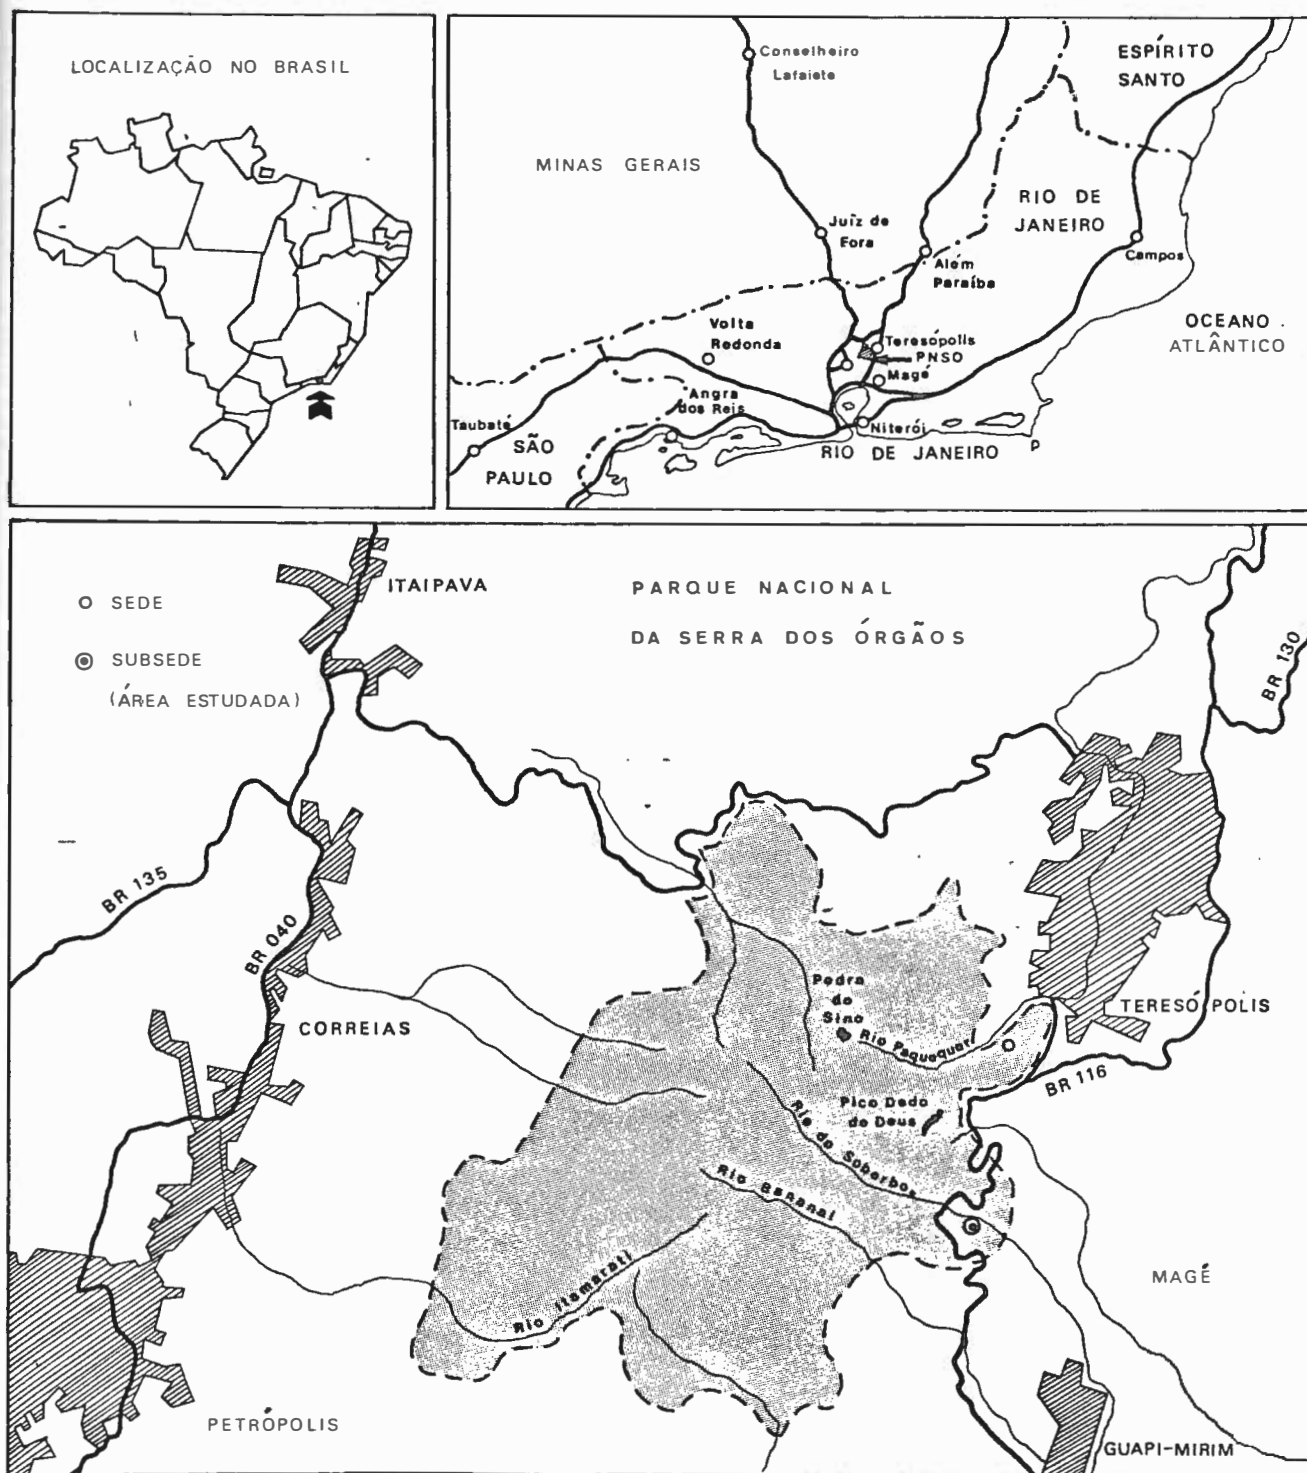 LOCALIZAÇÃO NO BRASIL
Conselheiro
Lafaiete
ESPÍRITO
SANTO
MINAS GERAIS
RIO DE
JANEIRO
Juíz de
Fora
Além
Paraíba
Campos
Volta
Redonda
Teresópolis
PNSO
Magé
OCEANO
ATLÂNTICO
Angra
dos Reis
Taubaté
SÃO
PAULO
Niterói
RIO DE JANEIRO
ITAIPAVA
PARQUE NACIONAL
DA SERRA DOS ÓRGÃOS
SEDE
SUBSEDE
(ÁREA ESTUDADA)
BR 130
BR 135
BR 040
CORREIAS
Pedra
do
Sino
Rio Paquequer
TERESÓPOLIS
BR 116
Pico Dedo
de Deus
Rio do Soberbos
Rio Bananal
Rio Itamarati
MAGÉ
PETRÓPOLIS
GUAPI-MIRIM